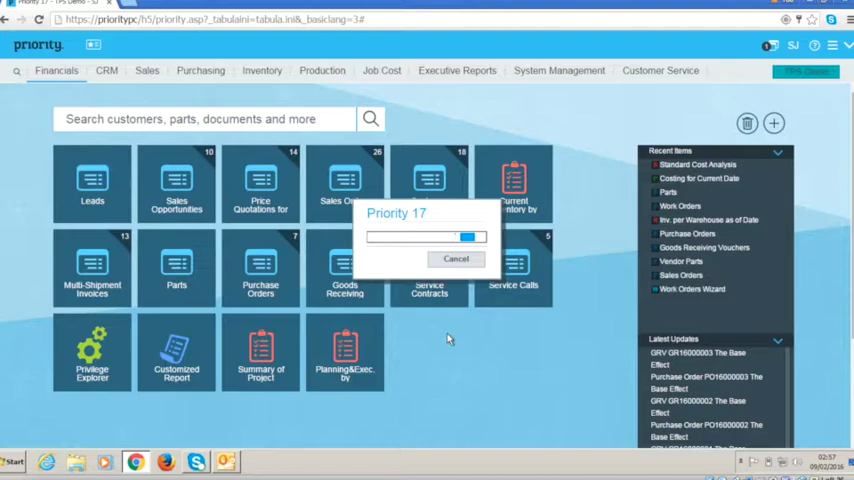 Priority 17 - TPS Demo - SJ
https://prioritypc/h5/priority.asp?_tabulaini=tabula.ini&_basiclang=3#
priority.
1
SJ
Financials
CRM
Sales
Purchasing
Inventory
Production
Job Cost
Executive Reports
System Management
Customer Service
TPS Demo
Search customers, parts, documents and more
10
14
26
18
Leads
Sales
Opportunities
Price
Quotations for
Sales
Current
Priority 17
Cancel
13
7
5
Multi-Shipment
Invoices
Parts
Purchase
Orders
Goods
Receiving
Service
Contracts
Service Calls
Privilege
Explorer
Customized
Report
Summary of
Project
Planning&Exec.
by
Recent Items
Standard Cost Analysis
Costing for Current Date
Parts
Work Orders
Inv. per Warehouse as of Date
Purchase Orders
Goods Receiving Vouchers
Vendor Parts
Sales Orders
Work Orders Wizard
Latest Updates
GRV GR16000003 The Base
Effect
Purchase Order PO16000003 The
Base Effect
GRV GR16000002 The Base
Effect
Purchase Order PO16000002 The
Base Effect
Start
02:57
09/02/2016